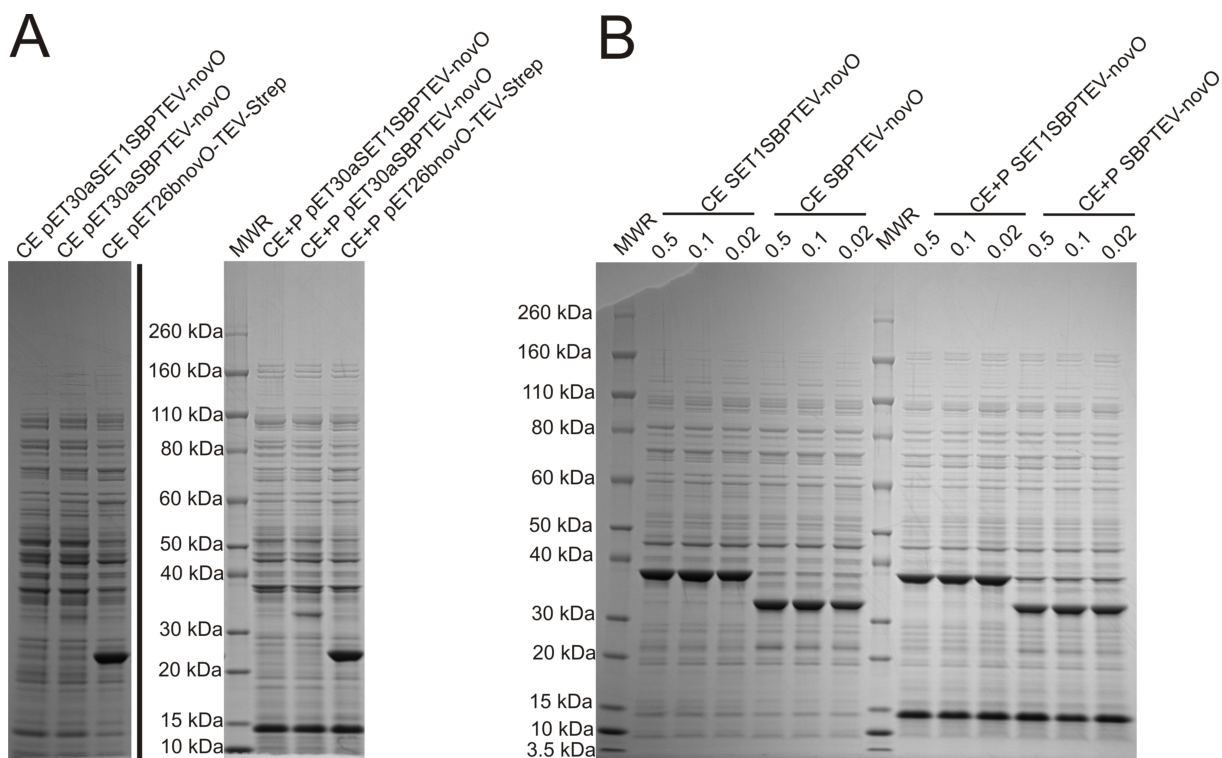 A
CE pET30aSET1SBPTEV-novO
CE pET30aSBPTEV-novO
CE pET26bnovO-TEV-Strep
MWR
CE+P pET30aSET1SBPTEV-novO
CE+P pET30aSBPTEV-novO
CE+P pET26bnovO-TEV-Strep
260 kDa
160 kDa
110 kDa
80 kDa
60 kDa
50 kDa
40 kDa
30 kDa
20 kDa
15 kDa
10 kDa
B
CE SET1SBPTEV-novO
CE SBPTEV-novO
CE+P SET1SBPTEV-novO
CE+P SBPTEV-novO
MWR 0.5 0.1 0.02 0.5 0.1 0.02 MWR 0.5 0.1 0.02 0.5 0.1 0.02
260 kDa
160 kDa
110 kDa
80 kDa
60 kDa
50 kDa
40 kDa
30 kDa
20 kDa
15 kDa
10 kDa
3.5 kDa